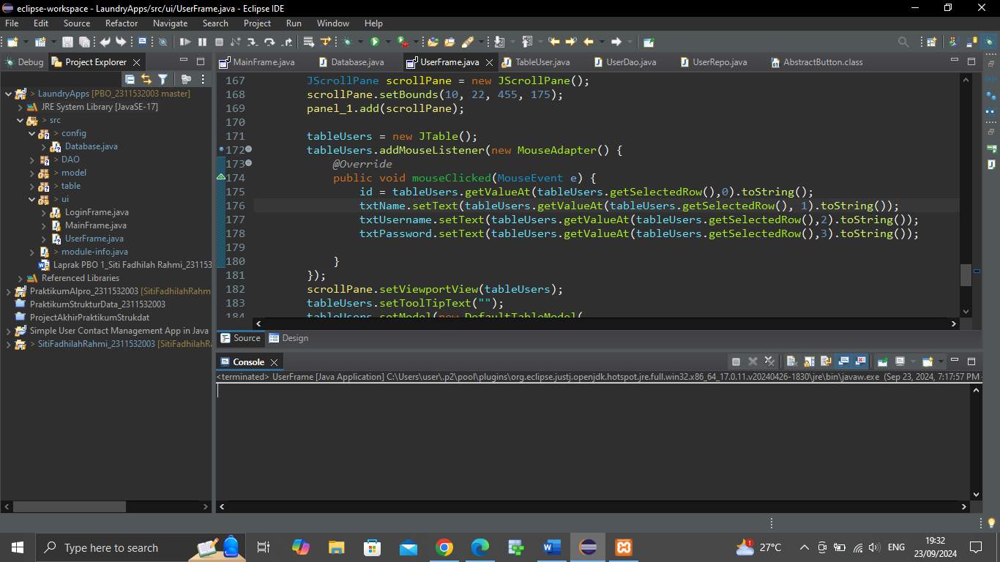 eclipse-workspace - LaundryApps/src/ui/UserFrame.java - Eclipse IDE
File Edit Source Refactor Navigate Search Project Run Window Help
Debug Project Explorer
MainFrame.java Database.java UserFrame.java TableUser.java UserDao.java UserRepo.java AbstractButton.class
> LaundryApps [PBO_2311532003 master]
JRE System Library [JavaSE-17]
> src
> config
Database.java
> DAO
> model
> table
> ui
LoginFrame.java
MainFrame.java
UserFrame.java
> module-info.java
Laprak PBO 1_Siti Fadhilah Rahmi_231153
Referenced Libraries
PraktikumAlpro_2311532003 [SitiFadhilahRahm
PraktikumStrukturData_2311532003
ProjectAkhirPraktikumStrukdat
Simple User Contact Management App in Java
> SitiFadhilahRahmi_2311532003 [SitiFadhilahRa
167 JScrollPane scrollPane = new JScrollPane();
168 scrollPane.setBounds(10, 22, 455, 175);
169 panel_1.add(scrollPane);
170
171 tableUsers = new JTable();
172 tableUsers.addMouseListener(new MouseAdapter() {
173 @Override
174 public void mouseClicked(MouseEvent e) {
175 id = tableUsers.getValueAt(tableUsers.getSelectedRow(),0).toString();
176 txtName.setText(tableUsers.getValueAt(tableUsers.getSelectedRow(), 1).toString());
177 txtUsername.setText(tableUsers.getValueAt(tableUsers.getSelectedRow(),2).toString());
178 txtPassword.setText(tableUsers.getValueAt(tableUsers.getSelectedRow(),3).toString());
179
180 }
181 });
182 scrollPane.setViewportView(tableUsers);
183 tableUsers.setToolTipText("");
184 tableUsers.setModel(new DefaultTableModel(
Source Design
Console
<terminated> UserFrame [Java Application] C:\Users\user\.p2\pool\plugins\org.eclipse.justj.openjdk.hotspot.jre.full.win32.x86_64_17.0.11.v20240426-1830\jre\bin\javaw.exe (Sep 23, 2024, 7:17:57 PM
Type here to search
1
27°C
ENG
19:32
23/09/2024